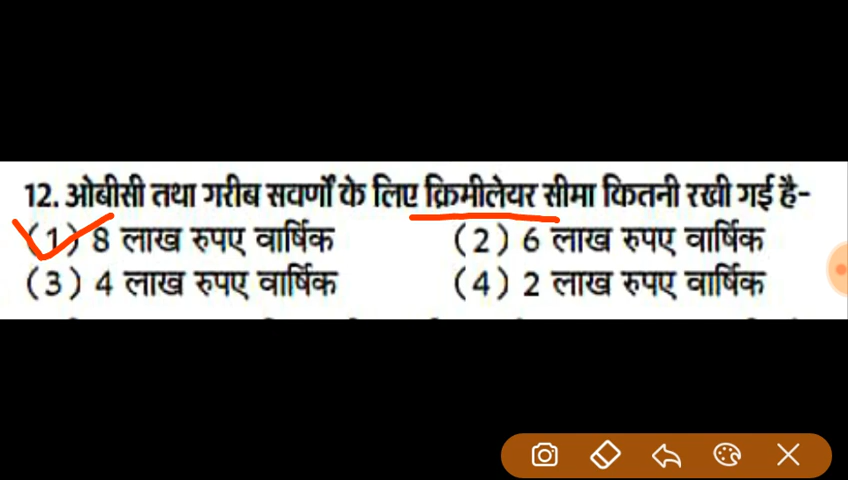 12. ओबीसी तथा गरीब सवर्णों के लिए क्रिमीलेयर सीमा कितनी रखी गई है-
(1) 8 लाख रुपए वार्षिक (2) 6 लाख रुपए वार्षिक
(3) 4 लाख रुपए वार्षिक (4) 2 लाख रुपए वार्षिक